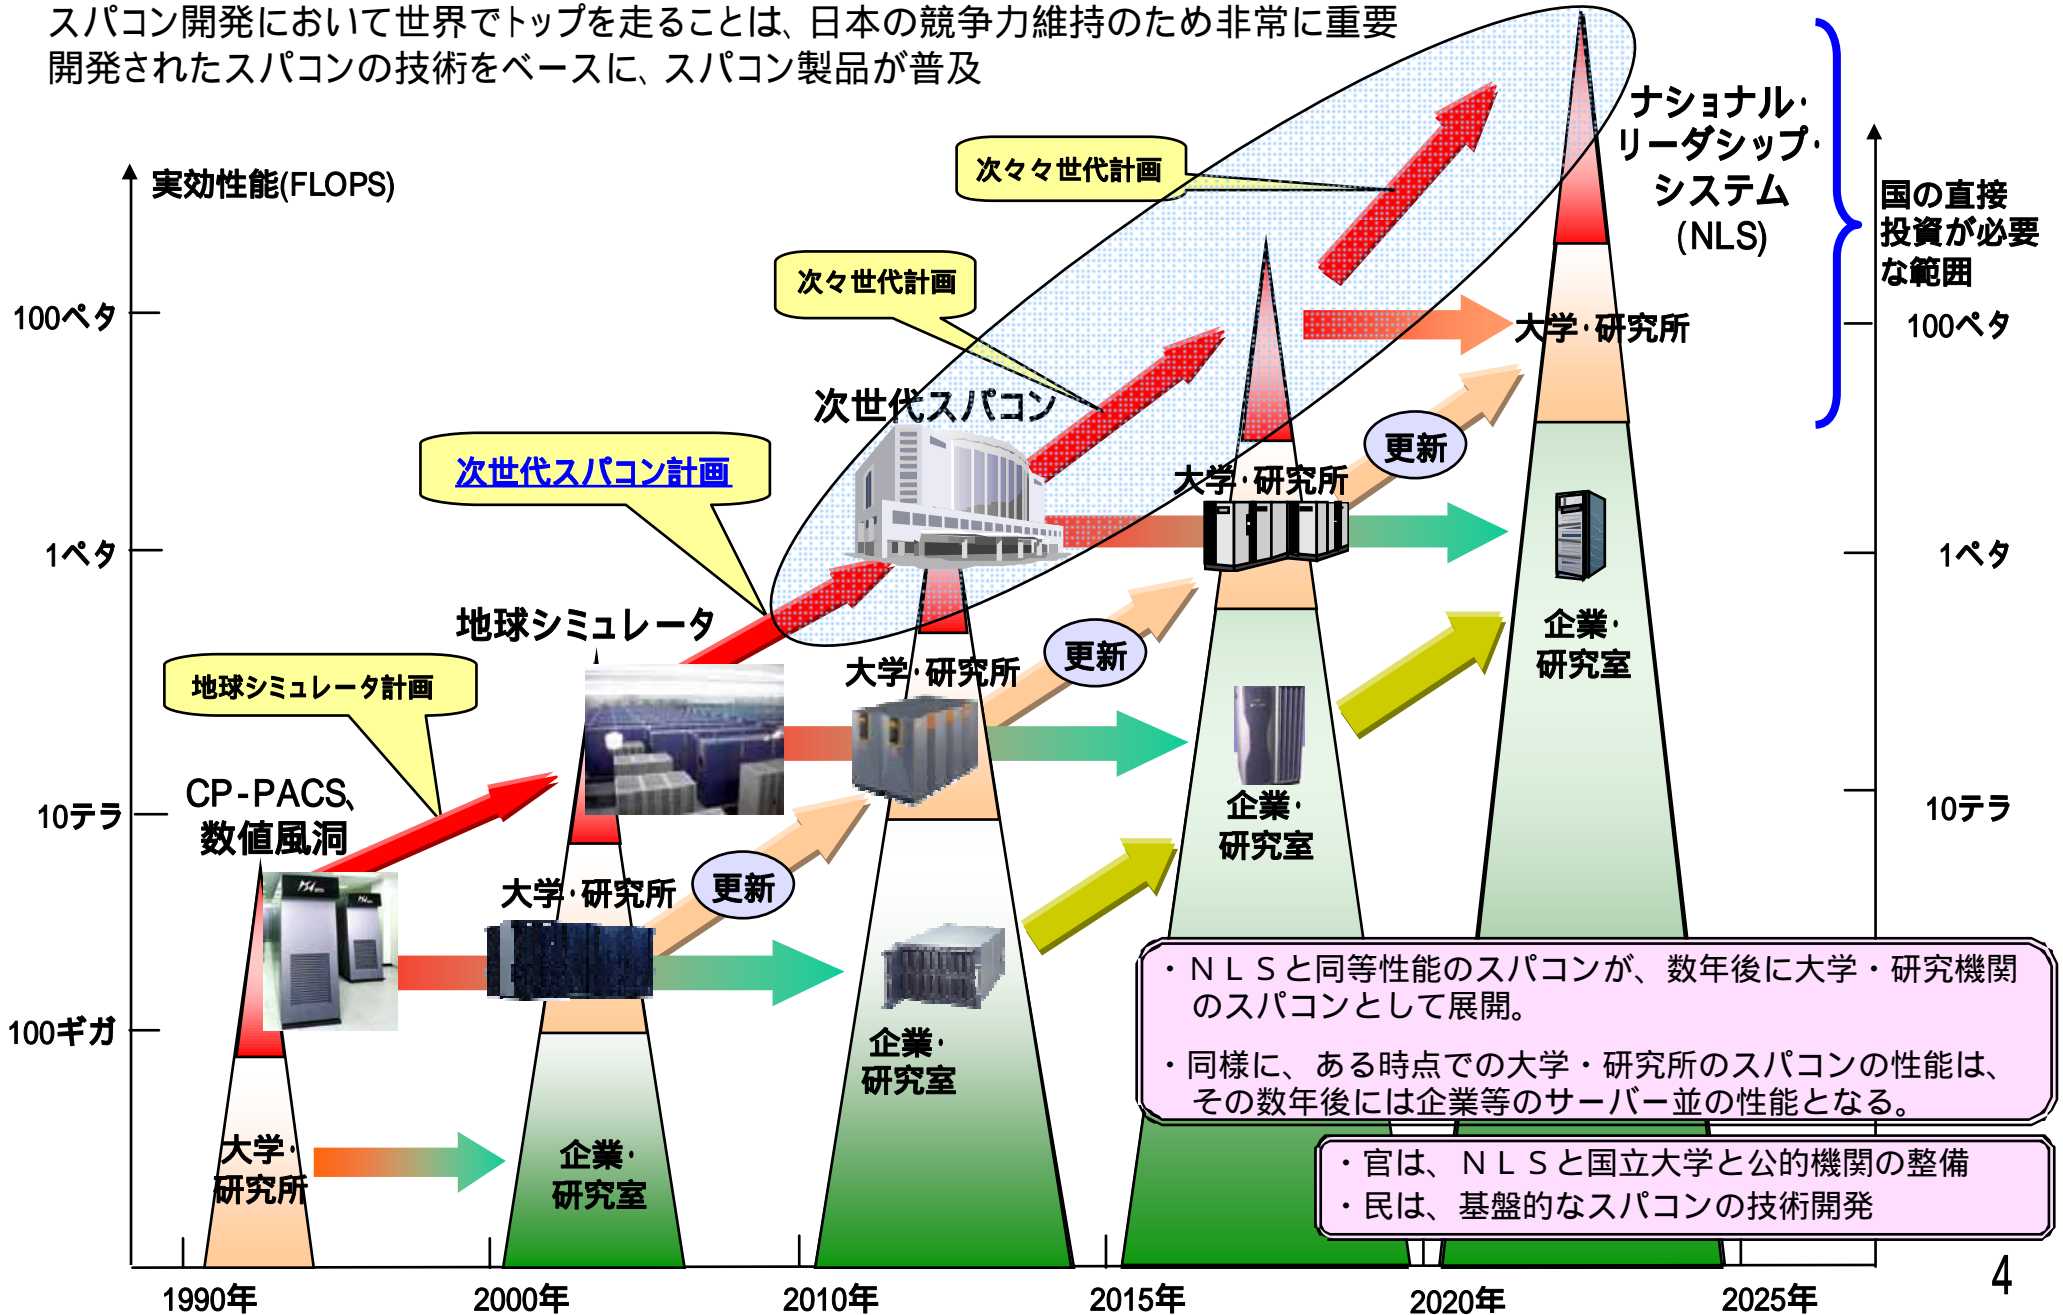 スパコン開発において世界でトップを走ることは、日本の競争力維持のため非常に重要
開発されたスパコンの技術をベースに、スパコン製品が普及
実効性能(FLOPS)
100ペタ
1ペタ
10テラ
100ギガ
次々々世代計画
次々世代計画
次世代スパコン計画
地球シミュレータ計画
ナショナル・
リーダシップ・
システム
(NLS)
国の直接
投資が必要
な範囲
100ペタ
1ペタ
10テラ
次世代スパコン
地球シミュレータ
CP-PACS、
数値風洞
大学・研究所
大学・研究所
大学・研究所
大学・研究所
大学・
研究所
更新
更新
更新
企業・
研究室
企業・
研究室
企業・
研究室
企業・
研究室
・ＮＬＳと同等性能のスパコンが、数年後に大学・研究機関
のスパコンとして展開。
・同様に、ある時点での大学・研究所のスパコンの性能は、
その数年後には企業等のサーバー並の性能となる。
・官は、ＮＬＳと国立大学と公的機関の整備
・民は、基盤的なスパコンの技術開発
1990年
2000年
2010年
2015年
2020年
2025年
4